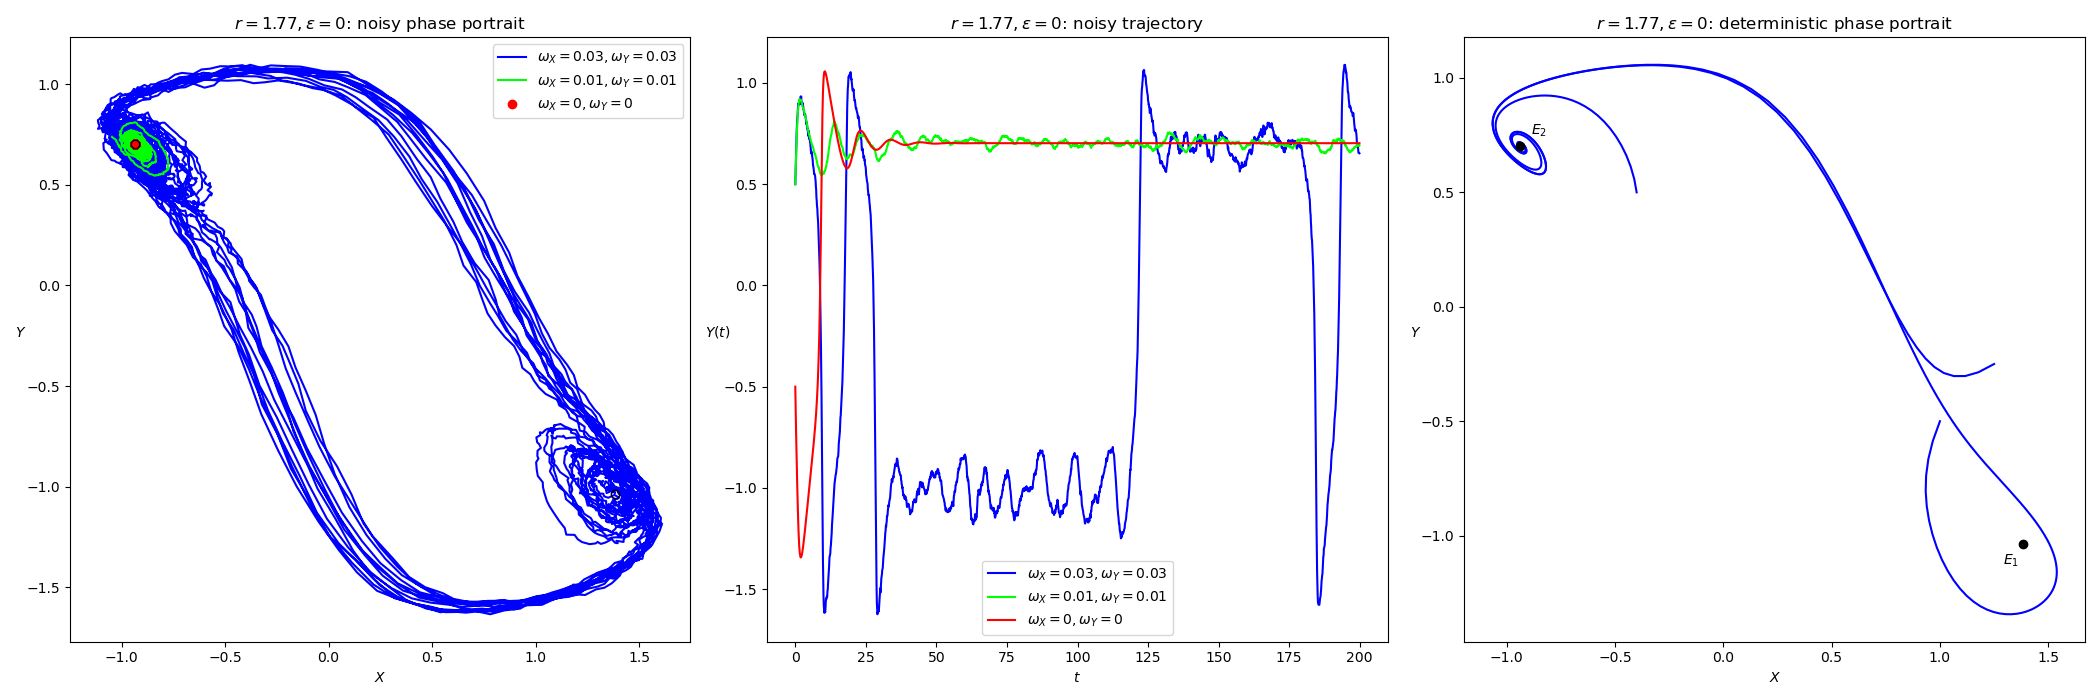 r = 1.77, ε = 0: noisy phase portrait
1.0
0.5
0.0
−0.5
−1.0
−1.5
Y
−1.0 −0.5 0.0 0.5 1.0 1.5
X
ω_X = 0.03, ω_Y = 0.03
ω_X = 0.01, ω_Y = 0.01
ω_X = 0, ω_Y = 0
r = 1.77, ε = 0: noisy trajectory
1.0
0.5
0.0
−0.5
−1.0
−1.5
Y(t)
0 25 50 75 100 125 150 175 200
t
ω_X = 0.03, ω_Y = 0.03
ω_X = 0.01, ω_Y = 0.01
ω_X = 0, ω_Y = 0
r = 1.77, ε = 0: deterministic phase portrait
1.0
0.5
0.0
−0.5
−1.0
Y
−1.0 −0.5 0.0 0.5 1.0 1.5
X
E_2
E_1